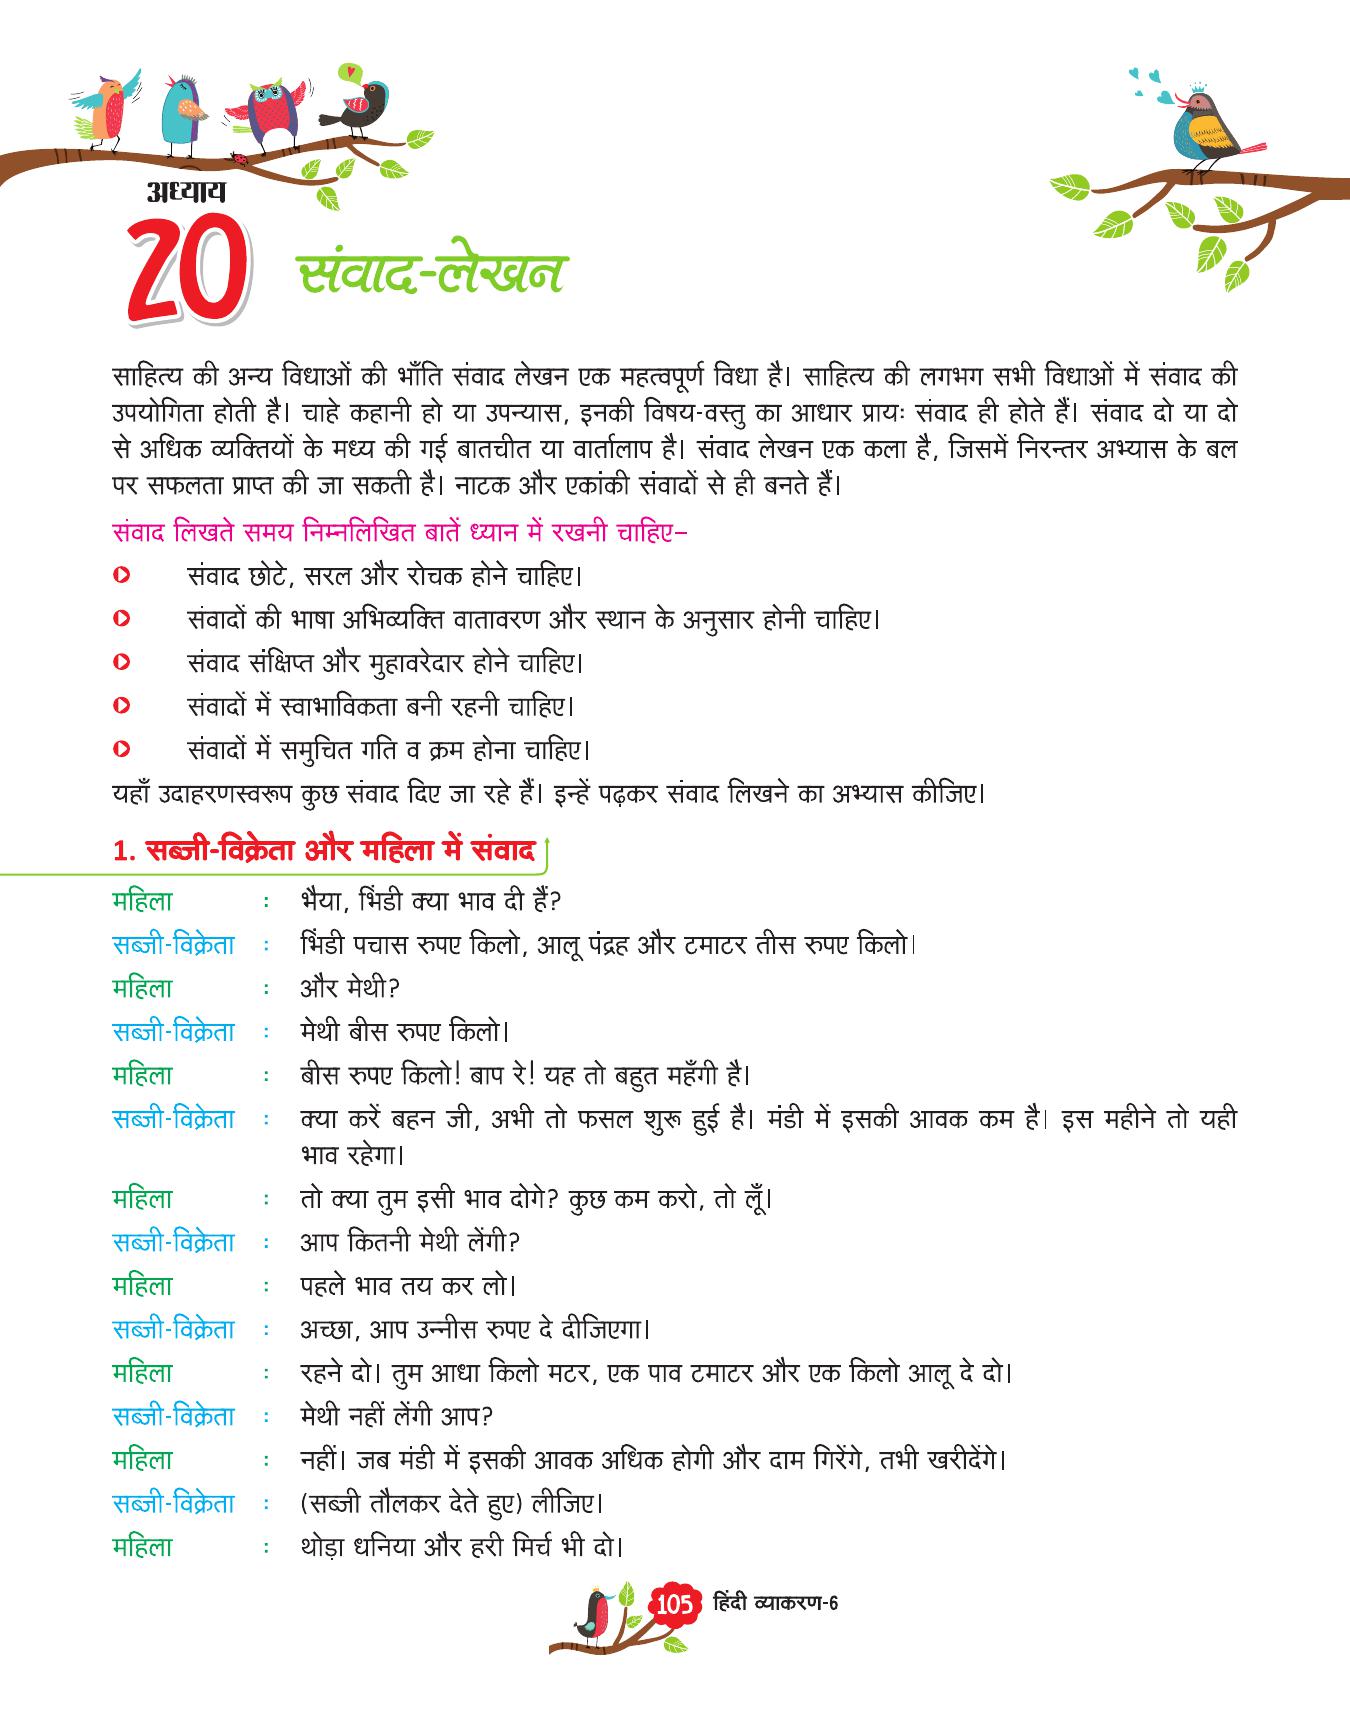 अध्याय
20
संवाद-लेखन
साहित्य की अन्य विधाओं की भाँति संवाद लेखन एक महत्वपूर्ण विधा है। साहित्य की लगभग सभी विधाओं में संवाद की
उपयोगिता होती है। चाहे कहानी हो या उपन्यास, इनकी विषय-वस्तु का आधार प्रायः संवाद ही होते हैं। संवाद दो या दो
से अधिक व्यक्तियों के मध्य की गई बातचीत या वार्तालाप है। संवाद लेखन एक कला है, जिसमें निरन्तर अभ्यास के बल
पर सफलता प्राप्त की जा सकती है। नाटक और एकांकी संवादों से ही बनते हैं।
संवाद लिखते समय निम्नलिखित बातें ध्यान में रखनी चाहिए–
संवाद छोटे, सरल और रोचक होने चाहिए।
संवादों की भाषा अभिव्यक्ति वातावरण और स्थान के अनुसार होनी चाहिए।
संवाद संक्षिप्त और मुहावरेदार होने चाहिए।
संवादों में स्वाभाविकता बनी रहनी चाहिए।
संवादों में समुचित गति व क्रम होना चाहिए।
यहाँ उदाहरणस्वरूप कुछ संवाद दिए जा रहे हैं। इन्हें पढ़कर संवाद लिखने का अभ्यास कीजिए।
1. सब्जी-विक्रेता और महिला में संवाद
महिला : भैया, भिंडी क्या भाव दी हैं?
सब्जी-विक्रेता : भिंडी पचास रुपए किलो, आलू पंद्रह और टमाटर तीस रुपए किलो।
महिला : और मेथी?
सब्जी-विक्रेता : मेथी बीस रुपए किलो।
महिला : बीस रुपए किलो! बाप रे! यह तो बहुत महँगी है।
सब्जी-विक्रेता : क्या करें बहन जी, अभी तो फसल शुरू हुई है। मंडी में इसकी आवक कम है। इस महीने तो यही
भाव रहेगा।
महिला : तो क्या तुम इसी भाव दोगे? कुछ कम करो, तो लूँ।
सब्जी-विक्रेता : आप कितनी मेथी लेंगी?
महिला : पहले भाव तय कर लो।
सब्जी-विक्रेता : अच्छा, आप उन्नीस रुपए दे दीजिएगा।
महिला : रहने दो। तुम आधा किलो मटर, एक पाव टमाटर और एक किलो आलू दे दो।
सब्जी-विक्रेता : मेथी नहीं लेंगी आप?
महिला : नहीं। जब मंडी में इसकी आवक अधिक होगी और दाम गिरेंगे, तभी खरीदेंगे।
सब्जी-विक्रेता : (सब्जी तौलकर देते हुए) लीजिए।
महिला : थोड़ा धनिया और हरी मिर्च भी दो।
105 हिंदी व्याकरण-6